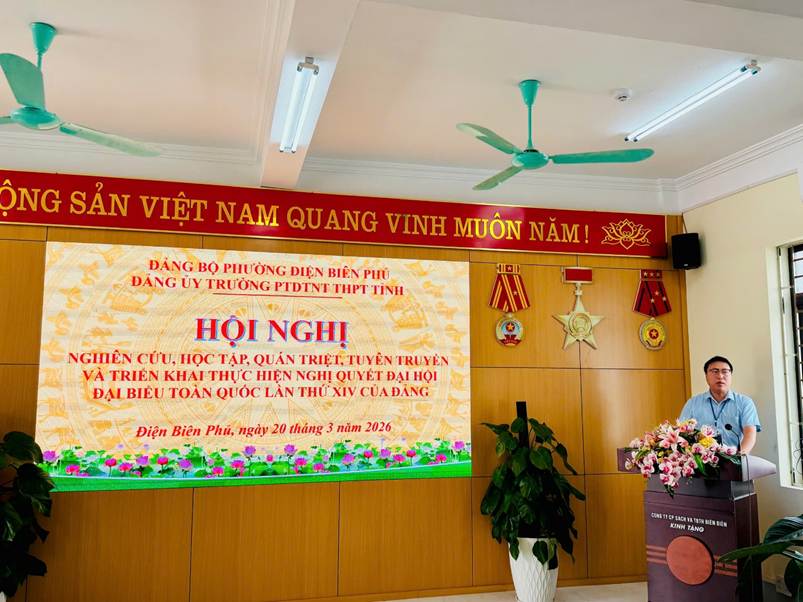 ỘNG SẢN VIỆT NAM QUANG VINH MUÔN NĂM!
ĐẢNG BỘ PHƯỜNG ĐIỆN BIÊN PHỦ
ĐẢNG ỦY TRƯỜNG PTDTNT THPT TỈNH
HỘI NGHỊ
NGHIÊN CỨU, HỌC TẬP, QUÁN TRIỆT, TUYÊN TRUYỀN
VÀ TRIỂN KHAI THỰC HIỆN NGHỊ QUYẾT ĐẠI HỘI
ĐẠI BIỂU TOÀN QUỐC LẦN THỨ XIV CỦA ĐẢNG
Điện Biên Phủ, ngày 20 tháng 3 năm 2026
CÔNG TY CP SÁCH VÀ TBTH ĐIỆN BIÊN
KÍNH TẶNG